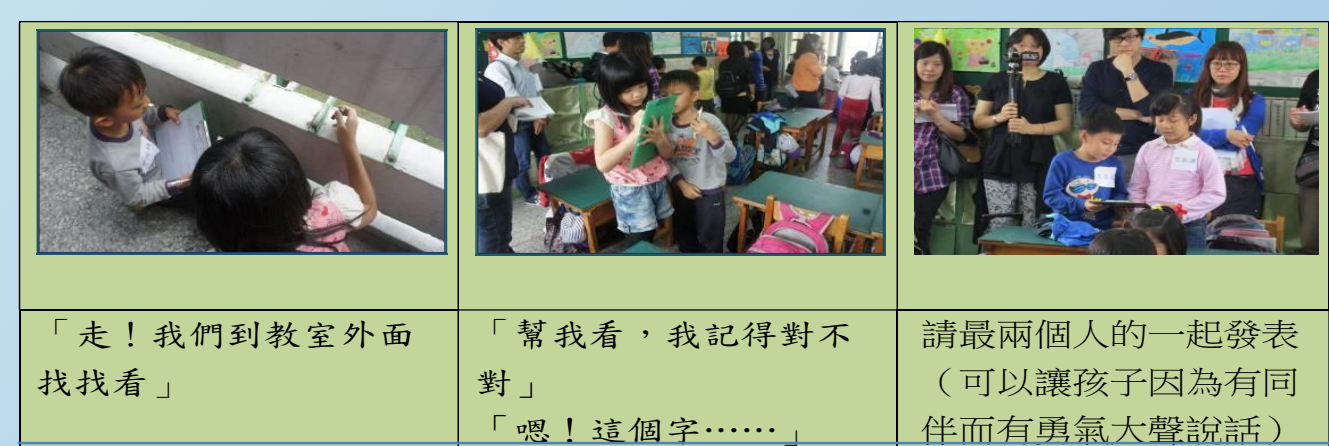 「走！我們到教室外面
找找看」
「幫我看，我記得對不
對」
「嗯！這個字……」
請最兩個人的一起發表
（可以讓孩子因為有同
伴而有勇氣大聲說話）